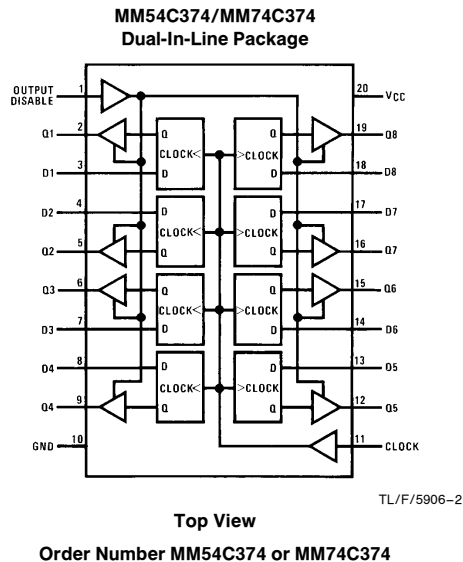 MM54C374/MM74C374
Dual-In-Line Package
OUTPUT DISABLE 1 20 VCC
Q1 2 Q Q 19 Q8
CLOCK< >CLOCK
D1 3 D D 18 D8
D2 4 D D 17 D7
CLOCK< >CLOCK
Q2 5 Q Q 16 Q7
Q3 6 Q Q 15 Q6
CLOCK< >CLOCK
D3 7 D D 14 D6
D4 8 D D 13 D5
CLOCK< >CLOCK
Q4 9 Q Q 12 Q5
GND 10 11 CLOCK
TL/F/5906–2
Top View
Order Number MM54C374 or MM74C374